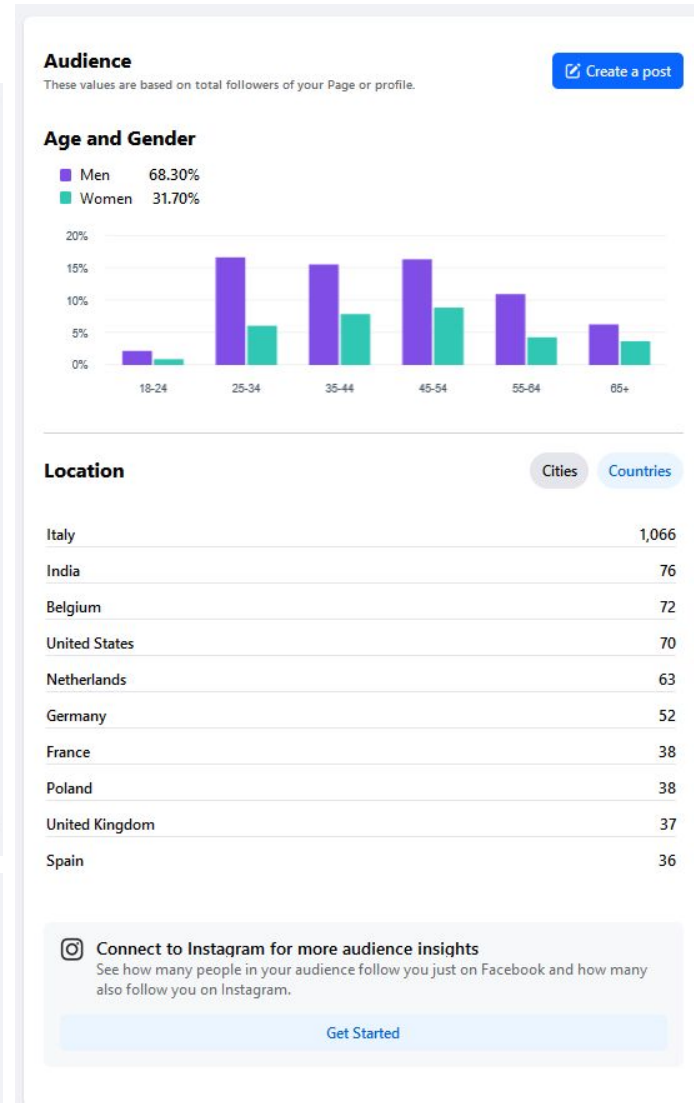 Audience
Create a post
These values are based on total followers of your Page or profile.
Age and Gender
Men 68.30%
Women 31.70%
20%
15%
10%
5%
0%
18-24 25-34 35-44 45-54 55-64 65+
Location
Cities Countries
Italy 1,066
India 76
Belgium 72
United States 70
Netherlands 63
Germany 52
France 38
Poland 38
United Kingdom 37
Spain 36
Connect to Instagram for more audience insights
See how many people in your audience follow you just on Facebook and how many
also follow you on Instagram.
Get Started